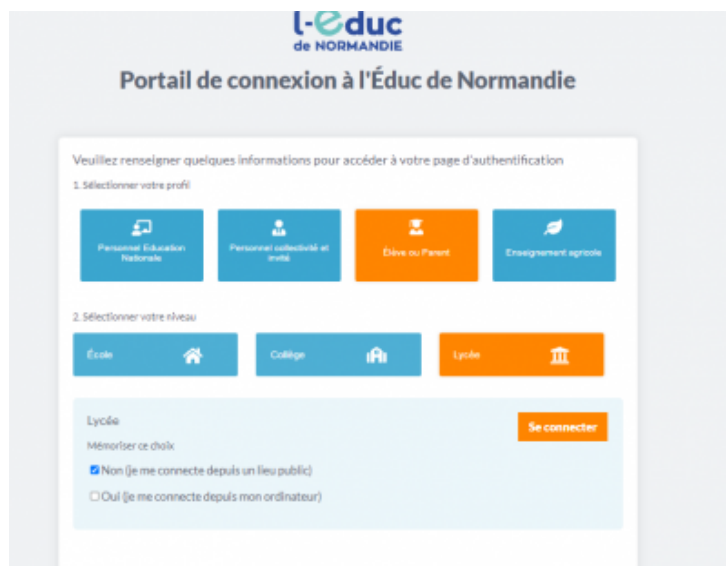 l-educ
de NORMANDIE
Portail de connexion à l'Éduc de Normandie
Veuillez renseigner quelques informations pour accéder à votre page d'authentification
1. Sélectionner votre profil
Personnel Education
Nationale
Personnel collectivité et
invité
Élève ou Parent
Enseignement agricole
2. Sélectionner votre niveau
École
Collège
Lycée
Lycée
Se connecter
Mémoriser ce choix
Non (je me connecte depuis un lieu public)
Oui (je me connecte depuis mon ordinateur)